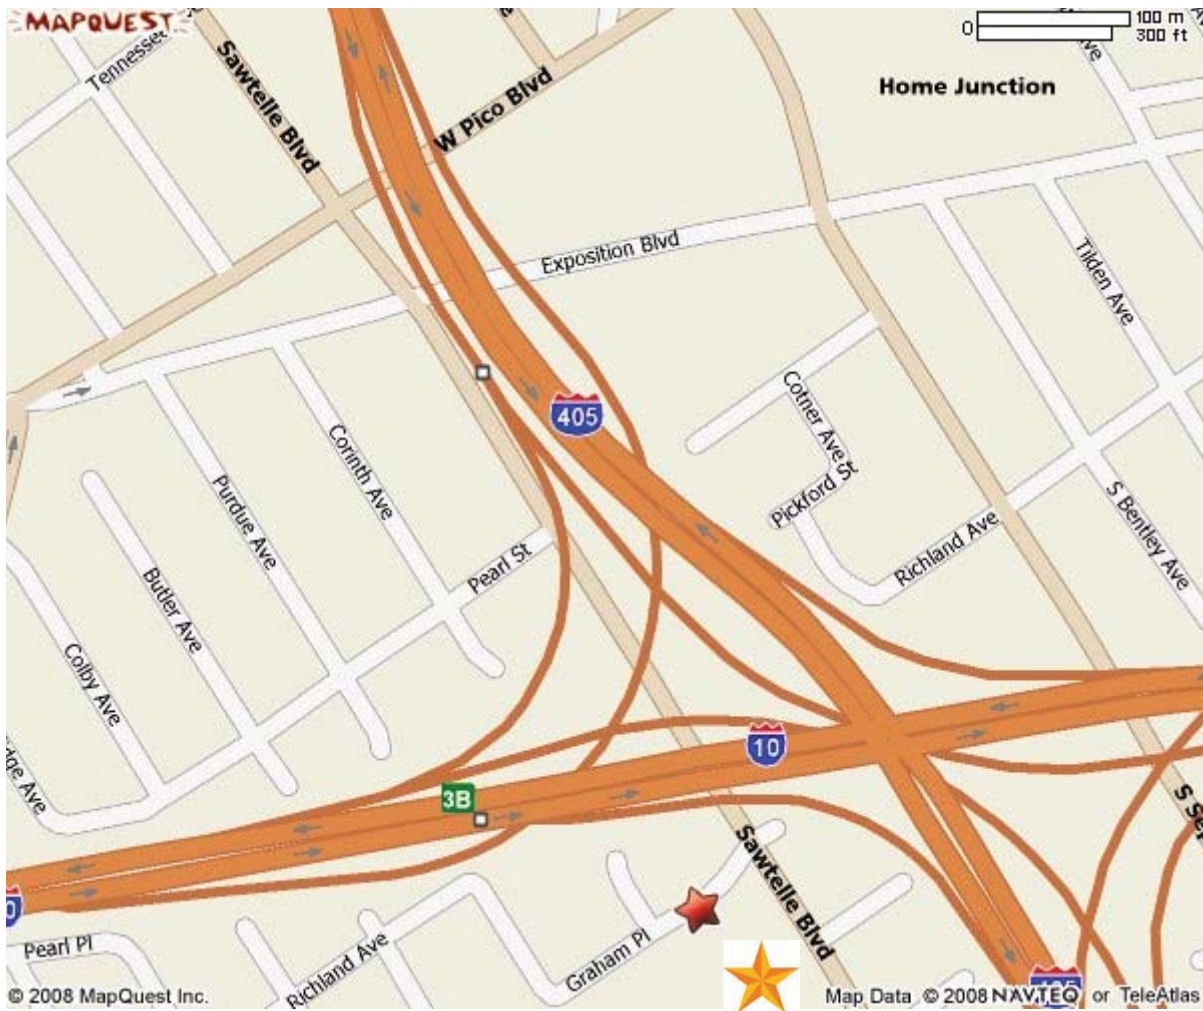 MAPQUEST
100 m
0
300 ft
Tennessee
Sawtelle Blvd
W Pico Blvd
Ave
Home Junction
Exposition Blvd
Tilden Ave
405
Cotner Ave
Corinth Ave
Purdue Ave
Pickford St
S Bentley Ave
Richland Ave
Pearl St
Butler Ave
Colby Ave
10
3B
Sawtelle Blvd
Pearl Pl
Richland Ave
Graham Pl
© 2008 MapQuest Inc.
Map Data © 2008 NAVTEQ or TeleAtlas